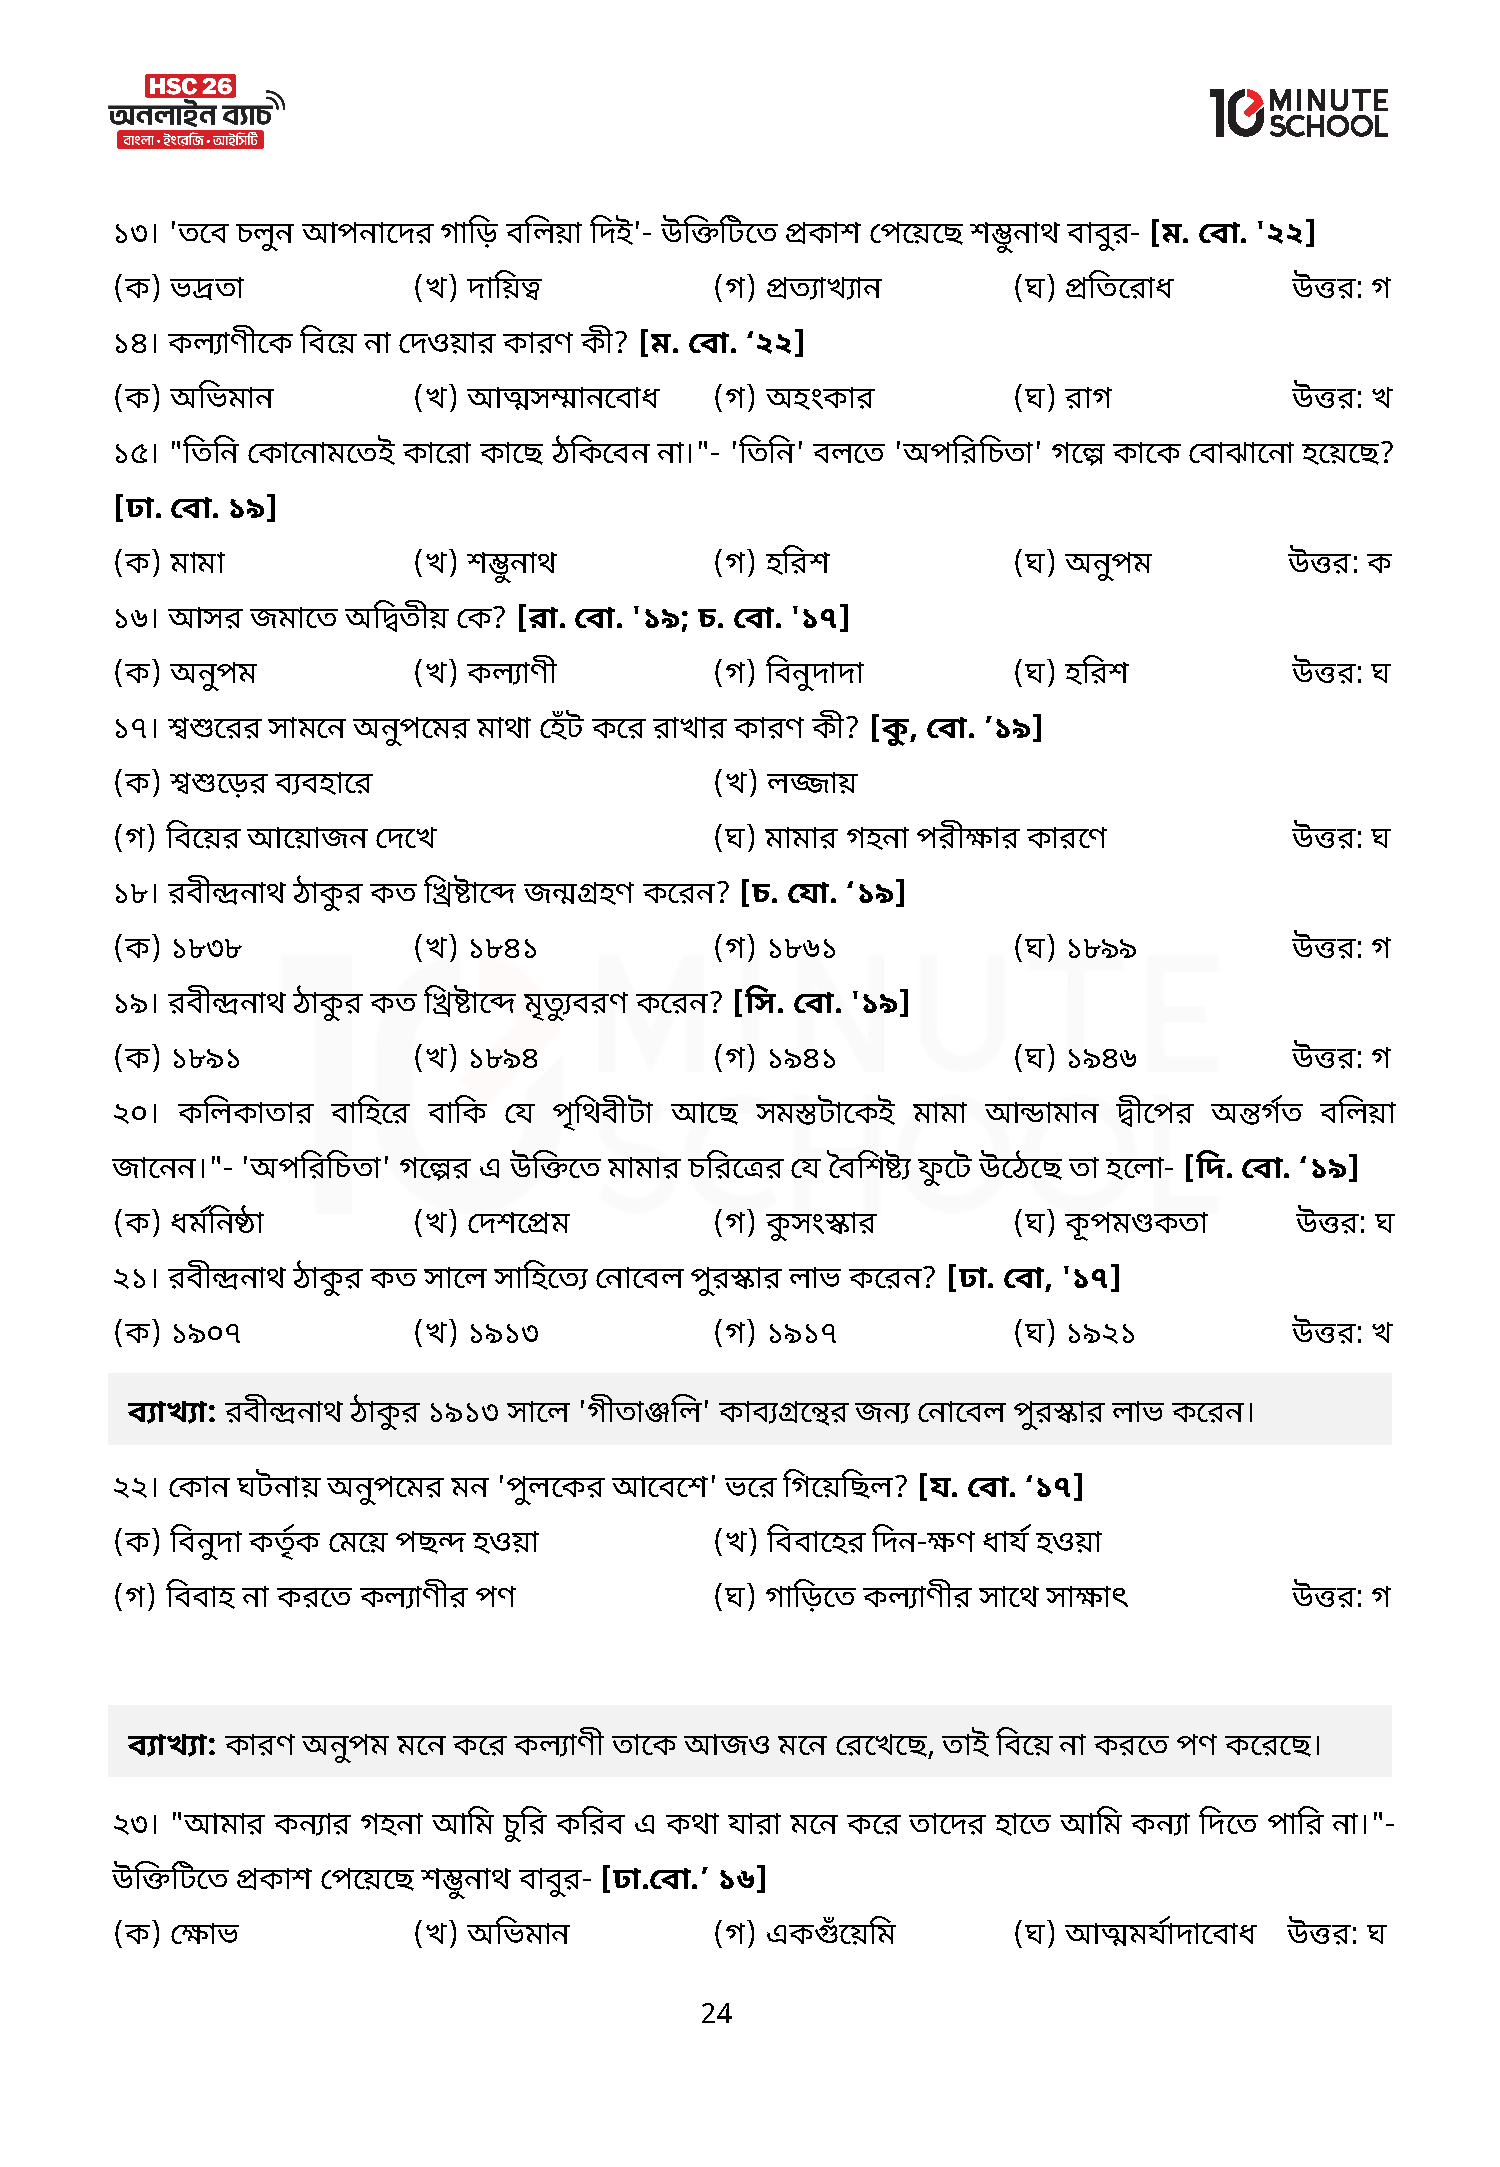 HSC 26
অনলাইন ব্যাচ
বাংলা • ইংরেজি • আইসিটি
10 MINUTE SCHOOL
১৩। 'তবে চলুন আপনাদের গাড়ি বলিয়া দিই'- উক্তিটিতে প্রকাশ পেয়েছে শম্ভুনাথ বাবুর- [ম. বো. '২২]
(ক) ভদ্রতা (খ) দায়িত্ব (গ) প্রত্যাখ্যান (ঘ) প্রতিরোধ উত্তর: গ
১৪। কল্যাণীকে বিয়ে না দেওয়ার কারণ কী? [ম. বো. ‘২২]
(ক) অভিমান (খ) আত্মসম্মানবোধ (গ) অহংকার (ঘ) রাগ উত্তর: খ
১৫। "তিনি কোনোমতেই কারো কাছে ঠকিবেন না।"- 'তিনি' বলতে 'অপরিচিতা' গল্পে কাকে বোঝানো হয়েছে?
[ঢা. বো. ১৯]
(ক) মামা (খ) শম্ভুনাথ (গ) হরিশ (ঘ) অনুপম উত্তর: ক
১৬। আসর জমাতে অদ্বিতীয় কে? [রা. বো. '১৯; চ. বো. '১৭]
(ক) অনুপম (খ) কল্যাণী (গ) বিনুদাদা (ঘ) হরিশ উত্তর: ঘ
১৭। শ্বশুরের সামনে অনুপমের মাথা হেঁট করে রাখার কারণ কী? [কু, বো. ’১৯]
(ক) শ্বশুড়ের ব্যবহারে (খ) লজ্জায়
(গ) বিয়ের আয়োজন দেখে (ঘ) মামার গহনা পরীক্ষার কারণে উত্তর: ঘ
১৮। রবীন্দ্রনাথ ঠাকুর কত খ্রিষ্টাব্দে জন্মগ্রহণ করেন? [চ. যো. ‘১৯]
(ক) ১৮৩৮ (খ) ১৮৪১ (গ) ১৮৬১ (ঘ) ১৮৯৯ উত্তর: গ
১৯। রবীন্দ্রনাথ ঠাকুর কত খ্রিষ্টাব্দে মৃত্যুবরণ করেন? [সি. বো. '১৯]
(ক) ১৮৯১ (খ) ১৮৯৪ (গ) ১৯৪১ (ঘ) ১৯৪৬ উত্তর: গ
২০। কলিকাতার বাহিরে বাকি যে পৃথিবীটা আছে সমস্তটাকেই মামা আন্ডামান দ্বীপের অন্তর্গত বলিয়া
জানেন।"- 'অপরিচিতা' গল্পের এ উক্তিতে মামার চরিত্রের যে বৈশিষ্ট্য ফুটে উঠেছে তা হলো- [দি. বো. ‘১৯]
(ক) ধর্মনিষ্ঠা (খ) দেশপ্রেম (গ) কুসংস্কার (ঘ) কূপমণ্ডকতা উত্তর: ঘ
২১। রবীন্দ্রনাথ ঠাকুর কত সালে সাহিত্যে নোবেল পুরস্কার লাভ করেন? [ঢা. বো, '১৭]
(ক) ১৯০৭ (খ) ১৯১৩ (গ) ১৯১৭ (ঘ) ১৯২১ উত্তর: খ
ব্যাখ্যা: রবীন্দ্রনাথ ঠাকুর ১৯১৩ সালে 'গীতাঞ্জলি' কাব্যগ্রন্থের জন্য নোবেল পুরস্কার লাভ করেন।
২২। কোন ঘটনায় অনুপমের মন 'পুলকের আবেশে' ভরে গিয়েছিল? [য. বো. ‘১৭]
(ক) বিনুদা কর্তৃক মেয়ে পছন্দ হওয়া (খ) বিবাহের দিন-ক্ষণ ধার্য হওয়া
(গ) বিবাহ না করতে কল্যাণীর পণ (ঘ) গাড়িতে কল্যাণীর সাথে সাক্ষাৎ উত্তর: গ
ব্যাখ্যা: কারণ অনুপম মনে করে কল্যাণী তাকে আজও মনে রেখেছে, তাই বিয়ে না করতে পণ করেছে।
২৩। "আমার কন্যার গহনা আমি চুরি করিব এ কথা যারা মনে করে তাদের হাতে আমি কন্যা দিতে পারি না।"-
উক্তিটিতে প্রকাশ পেয়েছে শম্ভুনাথ বাবুর- [ঢা.বো.’ ১৬]
(ক) ক্ষোভ (খ) অভিমান (গ) একগুঁয়েমি (ঘ) আত্মমর্যাদাবোধ উত্তর: ঘ
24